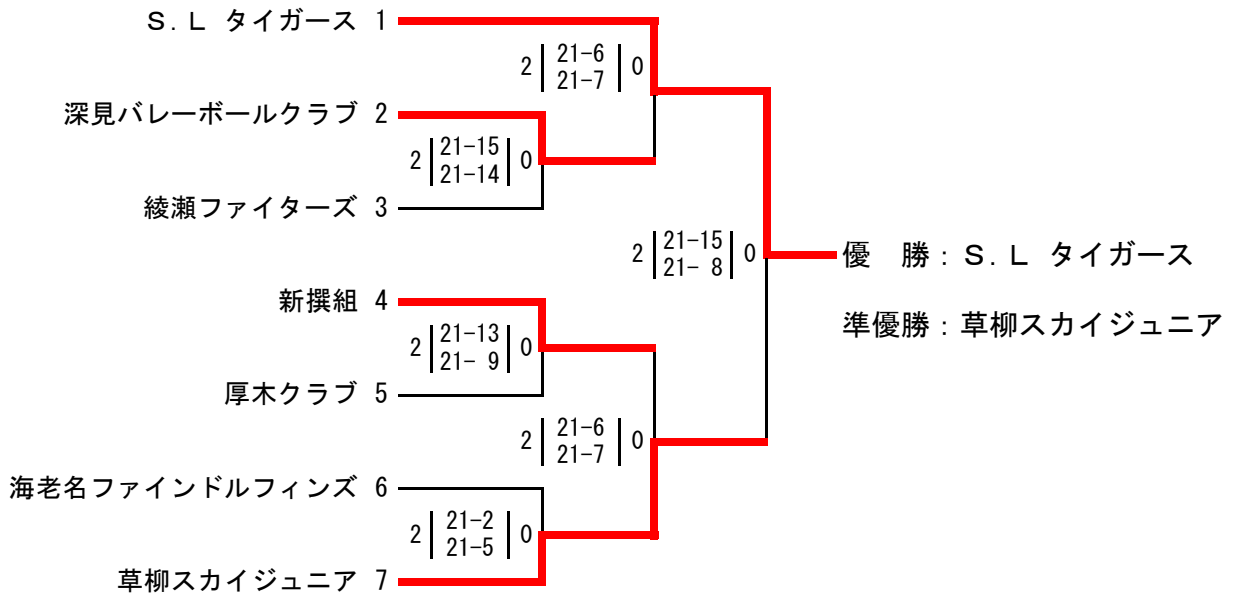 S.L タイガース 1
2 21-6 0
21-7
深見バレーボールクラブ 2
2 21-15 0
21-14
綾瀬ファイターズ 3
2 21-15 0
21- 8
優 勝:S.L タイガース
新撰組 4
準優勝:草柳スカイジュニア
2 21-13 0
21- 9
厚木クラブ 5
2 21-6 0
21-7
海老名ファインドルフィンズ 6
2 21-2 0
21-5
草柳スカイジュニア 7